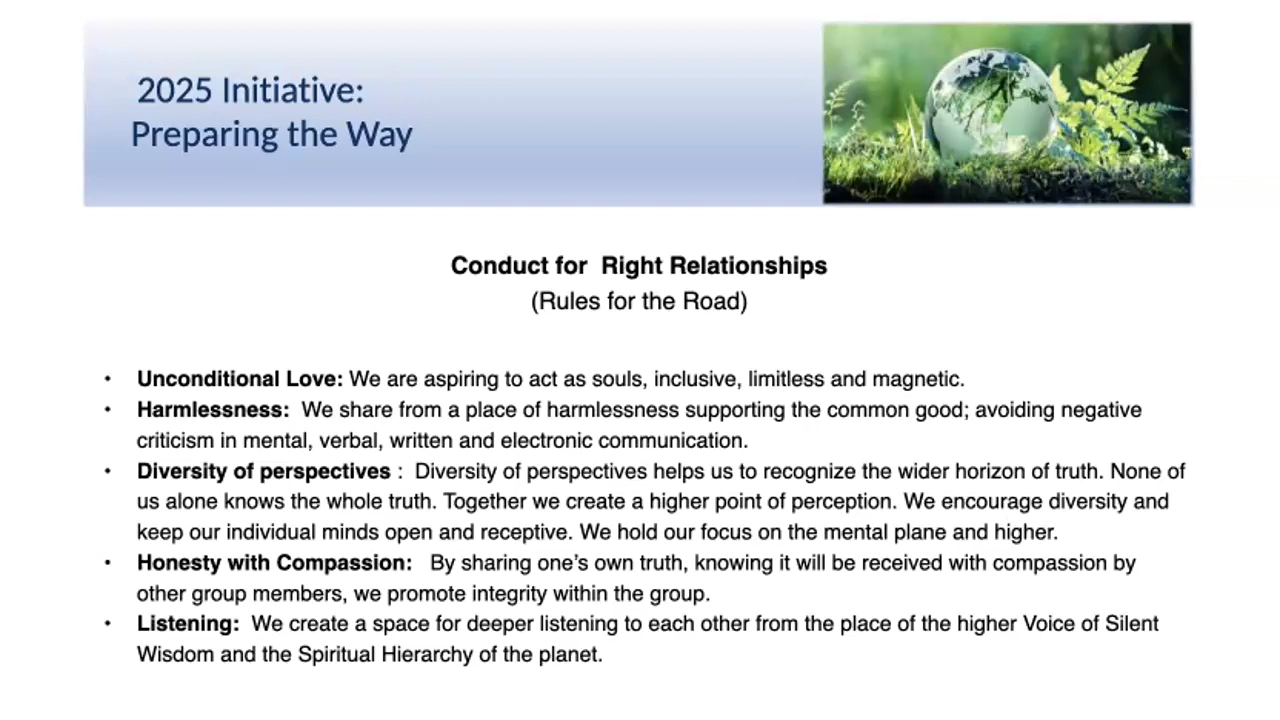 2025 Initiative:
Preparing the Way
Conduct for  Right Relationships
(Rules for the Road)
• Unconditional Love: We are aspiring to act as souls, inclusive, limitless and magnetic.
• Harmlessness:  We share from a place of harmlessness supporting the common good; avoiding negative
criticism in mental, verbal, written and electronic communication.
• Diversity of perspectives :  Diversity of perspectives helps us to recognize the wider horizon of truth. None of
us alone knows the whole truth. Together we create a higher point of perception. We encourage diversity and
keep our individual minds open and receptive. We hold our focus on the mental plane and higher.
• Honesty with Compassion:   By sharing one’s own truth, knowing it will be received with compassion by
other group members, we promote integrity within the group.
• Listening:  We create a space for deeper listening to each other from the place of the higher Voice of Silent
Wisdom and the Spiritual Hierarchy of the planet.